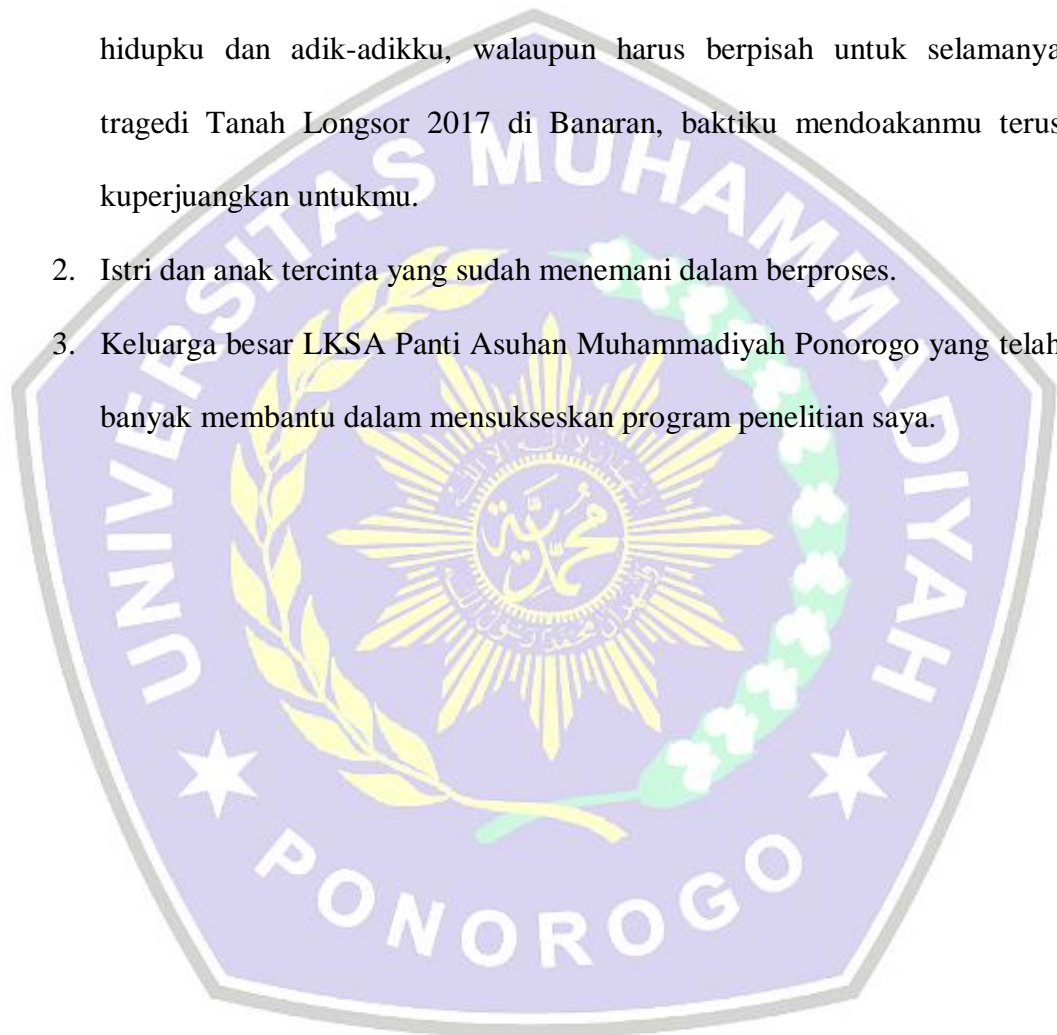 hidupku dan adik-adikku, walaupun harus berpisah untuk selamanya
tragedi Tanah Longsor 2017 di Banaran, baktiku mendoakanmu terus
kuperjuangkan untukmu.
2. Istri dan anak tercinta yang sudah menemani dalam berproses.
3. Keluarga besar LKSA Panti Asuhan Muhammadiyah Ponorogo yang telah
banyak membantu dalam mensukseskan program penelitian saya.
UNIVERSITAS MUHAMMADIYAH
محمدية
PONOROGO